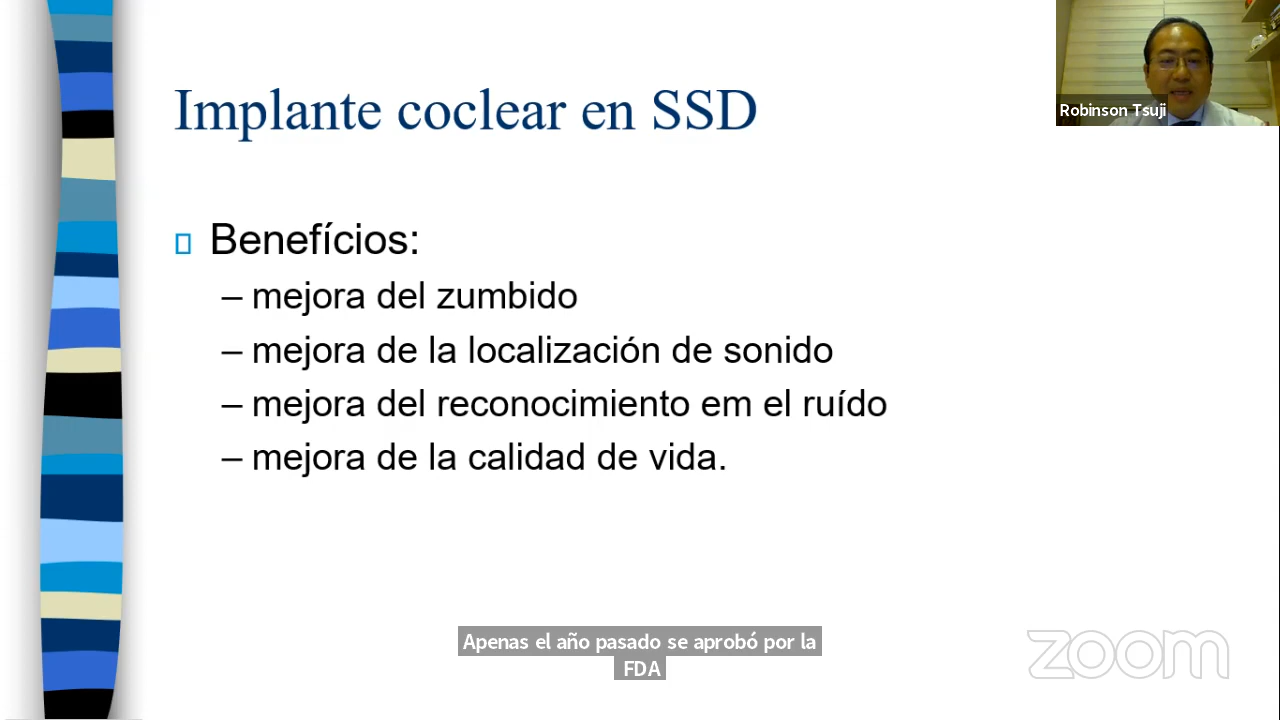 Implante coclear en SSD
Robinson Tsuji
Benefícios:
– mejora del zumbido
– mejora de la localización de sonido
– mejora del reconocimiento em el ruído
– mejora de la calidad de vida.
Apenas el año pasado se aprobó por la
FDA
zoom